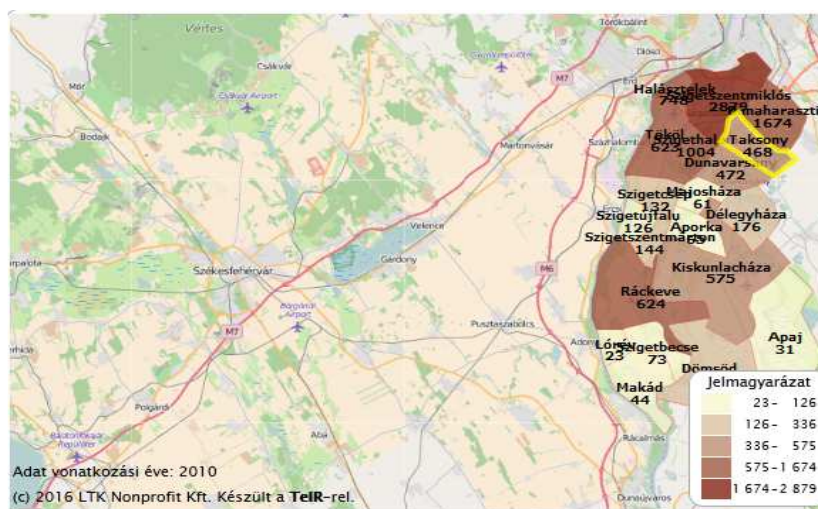 Törökbálint
Vértes
Diósd
Csákvár
M7
Érd
Mór
Halásztelek
748
Szigetszentmiklós
2879
maharaszti
1674
Bodajk
Martonvásár
Százhalombatta
Tököl
623
Szigethal
1004
Taksony
468
Dunavarsány
472
Szigetcsép
132
Majosháza
61
Szigetújfalu
126
Délegyháza
176
Aporka
Szigetszentmárton
144
Velence
Székesfehérvár
Gárdony
M6
Kiskunlacháza
575
Ráckeve
624
M7
Pusztaszabolcs
Adony
Lórév
23
Szigetbecse
73
Apaj
31
Dömsöd
Makád
44
Polgárdi
Aba
Rácalmás
Dunaújváros
Jelmagyarázat
23 - 126
126 - 336
336 - 575
575 - 1 674
1 674 - 2 879
Adat vonatkozási éve: 2010
(c) 2016 LTK Nonprofit Kft. Készült a TeIR-rel.